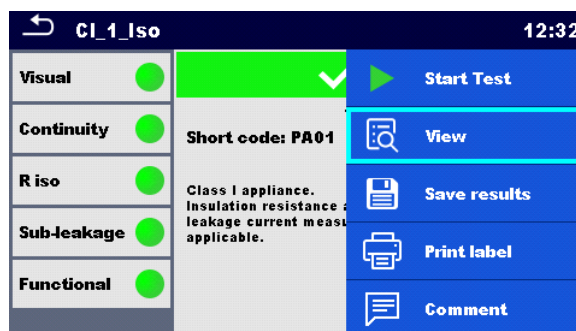 Cl_1_Iso
12:32
Visual
Continuity
R iso
Sub-leakage
Functional
Short code: PA01
Class I appliance.
Insulation resistance
leakage current
applicable.
Start Test
View
Save results
Print label
Comment